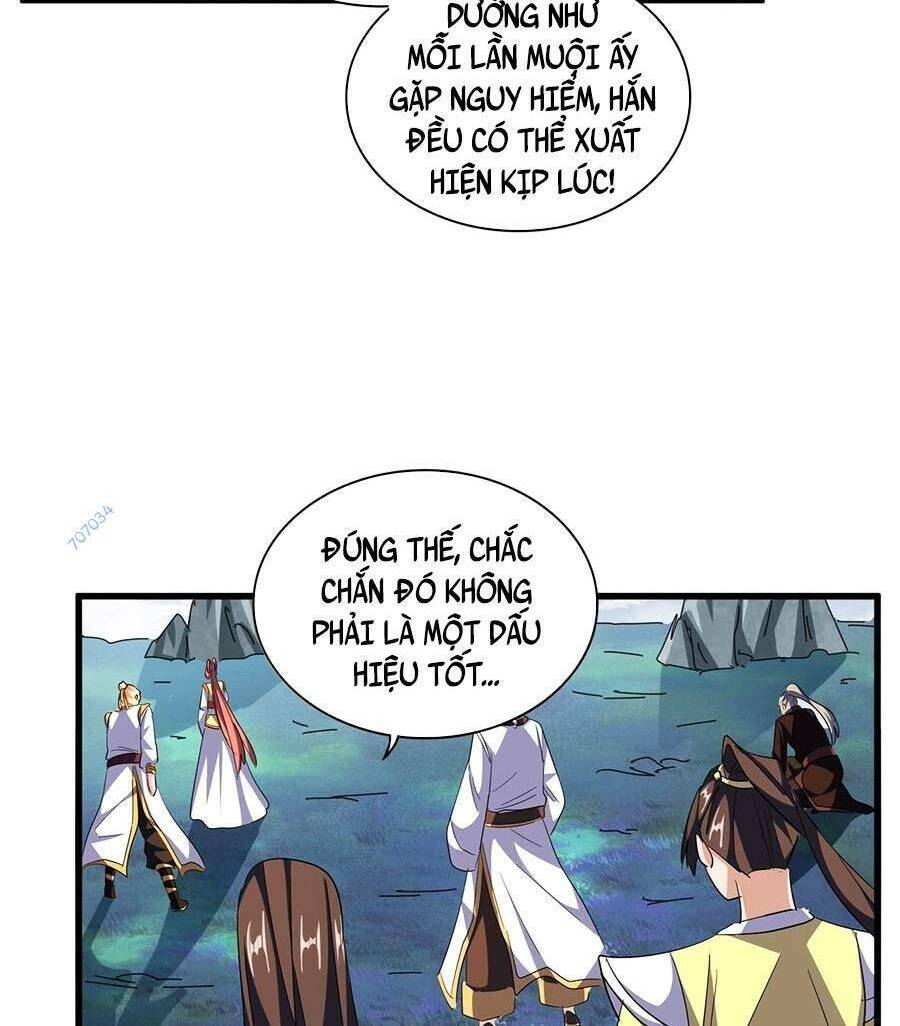 DƯỜNG NHƯ
MỖI LẦN MUỘI ẤY
GẶP NGUY HIỂM, HẮN
ĐỀU CÓ THỂ XUẤT
HIỆN KỊP LÚC!
707034
ĐÚNG THẾ, CHẮC
CHẮN ĐÓ KHÔNG
PHẢI LÀ MỘT DẤU
HIỆU TỐT...